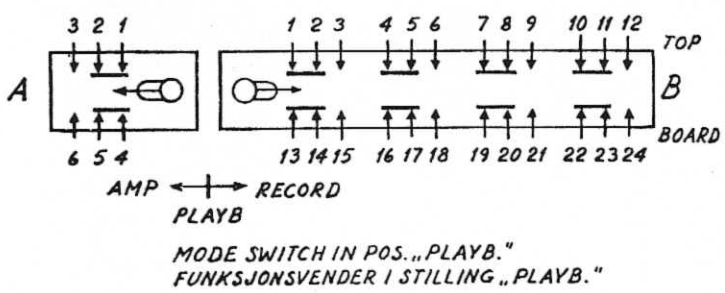 3 2 1 1 2 3 4 5 6 7 8 9 10 11 12
TOP
A B
BOARD
6 5 4 13 14 15 16 17 18 19 20 21 22 23 24
AMP RECORD
PLAYB
MODE SWITCH IN POS. „PLAYB."
FUNKSJONSVENDER I STILLING „PLAYB."